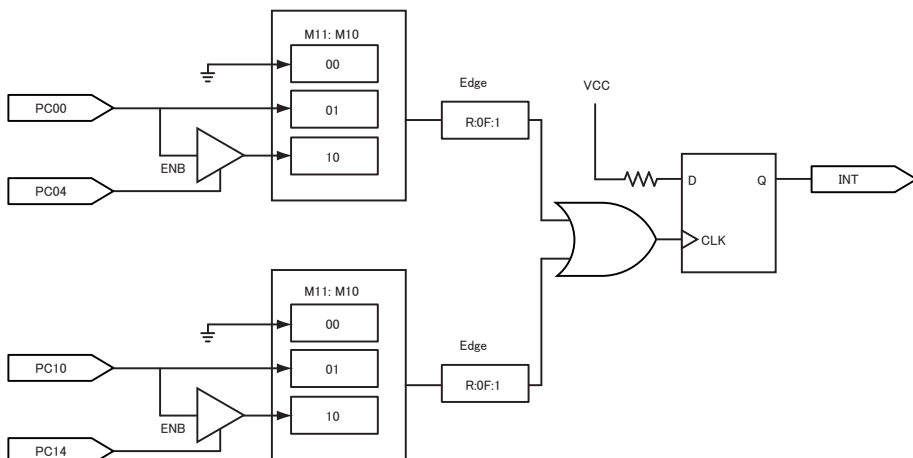 M11: M10
00
PC00
01
10
ENB
PC04
Edge
R:0F:1
VCC
D
Q
CLK
INT
M11: M10
00
PC10
01
10
ENB
PC14
Edge
R:0F:1